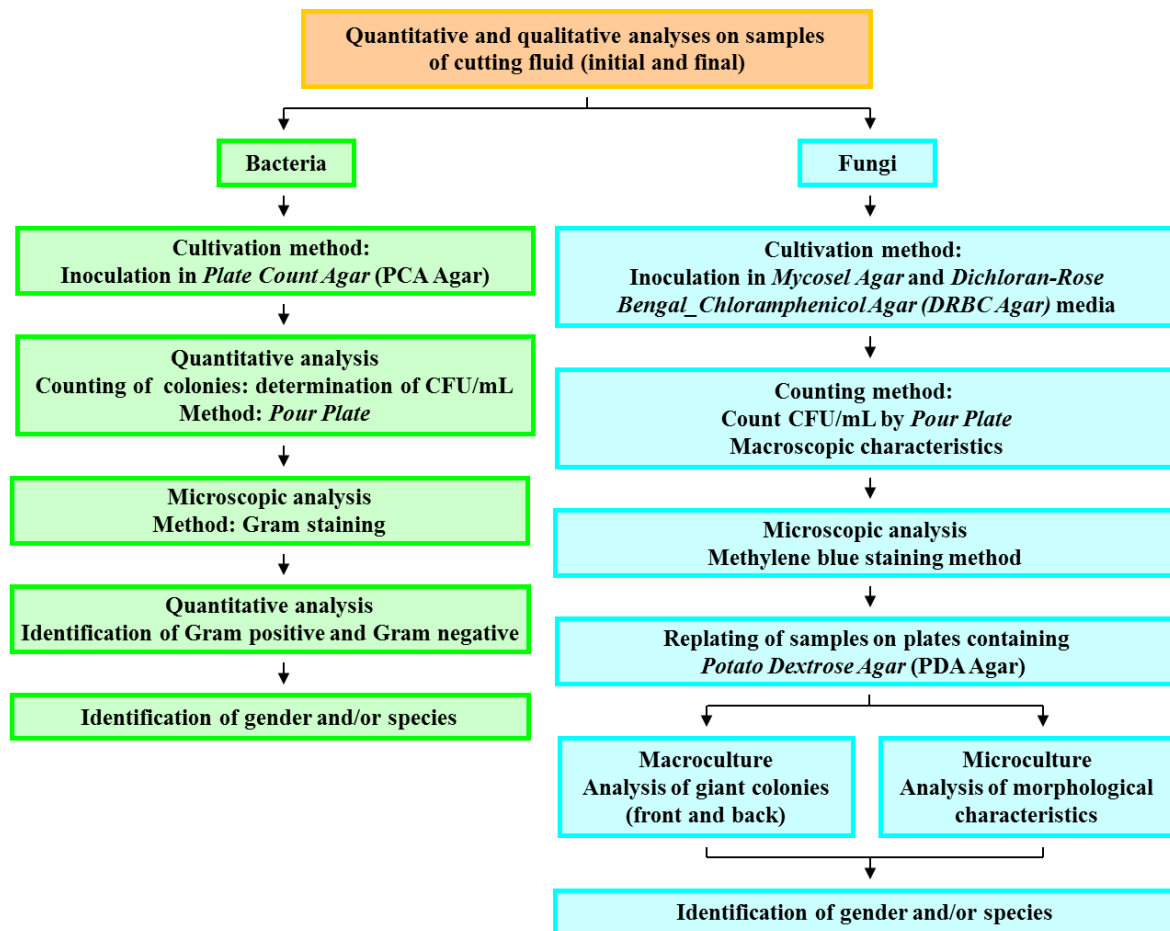 Quantitative and qualitative analyses on samples
of cutting fluid (initial and final)
Bacteria
Cultivation method:
Inoculation in Plate Count Agar (PCA Agar)
Quantitative analysis
Counting of colonies: determination of CFU/mL
Method: Pour Plate
Microscopic analysis
Method: Gram staining
Quantitative analysis
Identification of Gram positive and Gram negative
Identification of gender and/or species
Fungi
Cultivation method:
Inoculation in Mycosel Agar and Dichloran-Rose
Bengal_Chloramphenicol Agar (DRBC Agar) media
Counting method:
Count CFU/mL by Pour Plate
Macroscopic characteristics
Microscopic analysis
Methylene blue staining method
Replating of samples on plates containing
Potato Dextrose Agar (PDA Agar)
Macroculture
Analysis of giant colonies
(front and back)
Microculture
Analysis of morphological
characteristics
Identification of gender and/or species